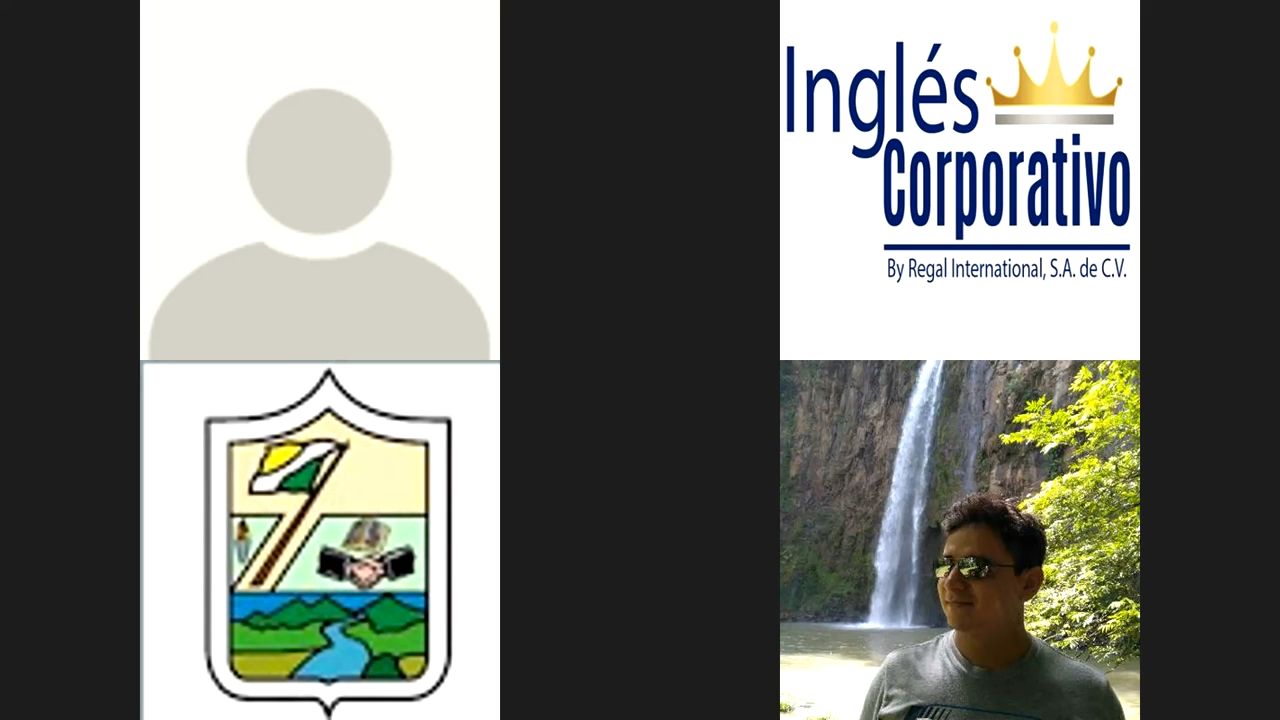 Inglés
Corporativo
By Regal International, S.A. de C.V.